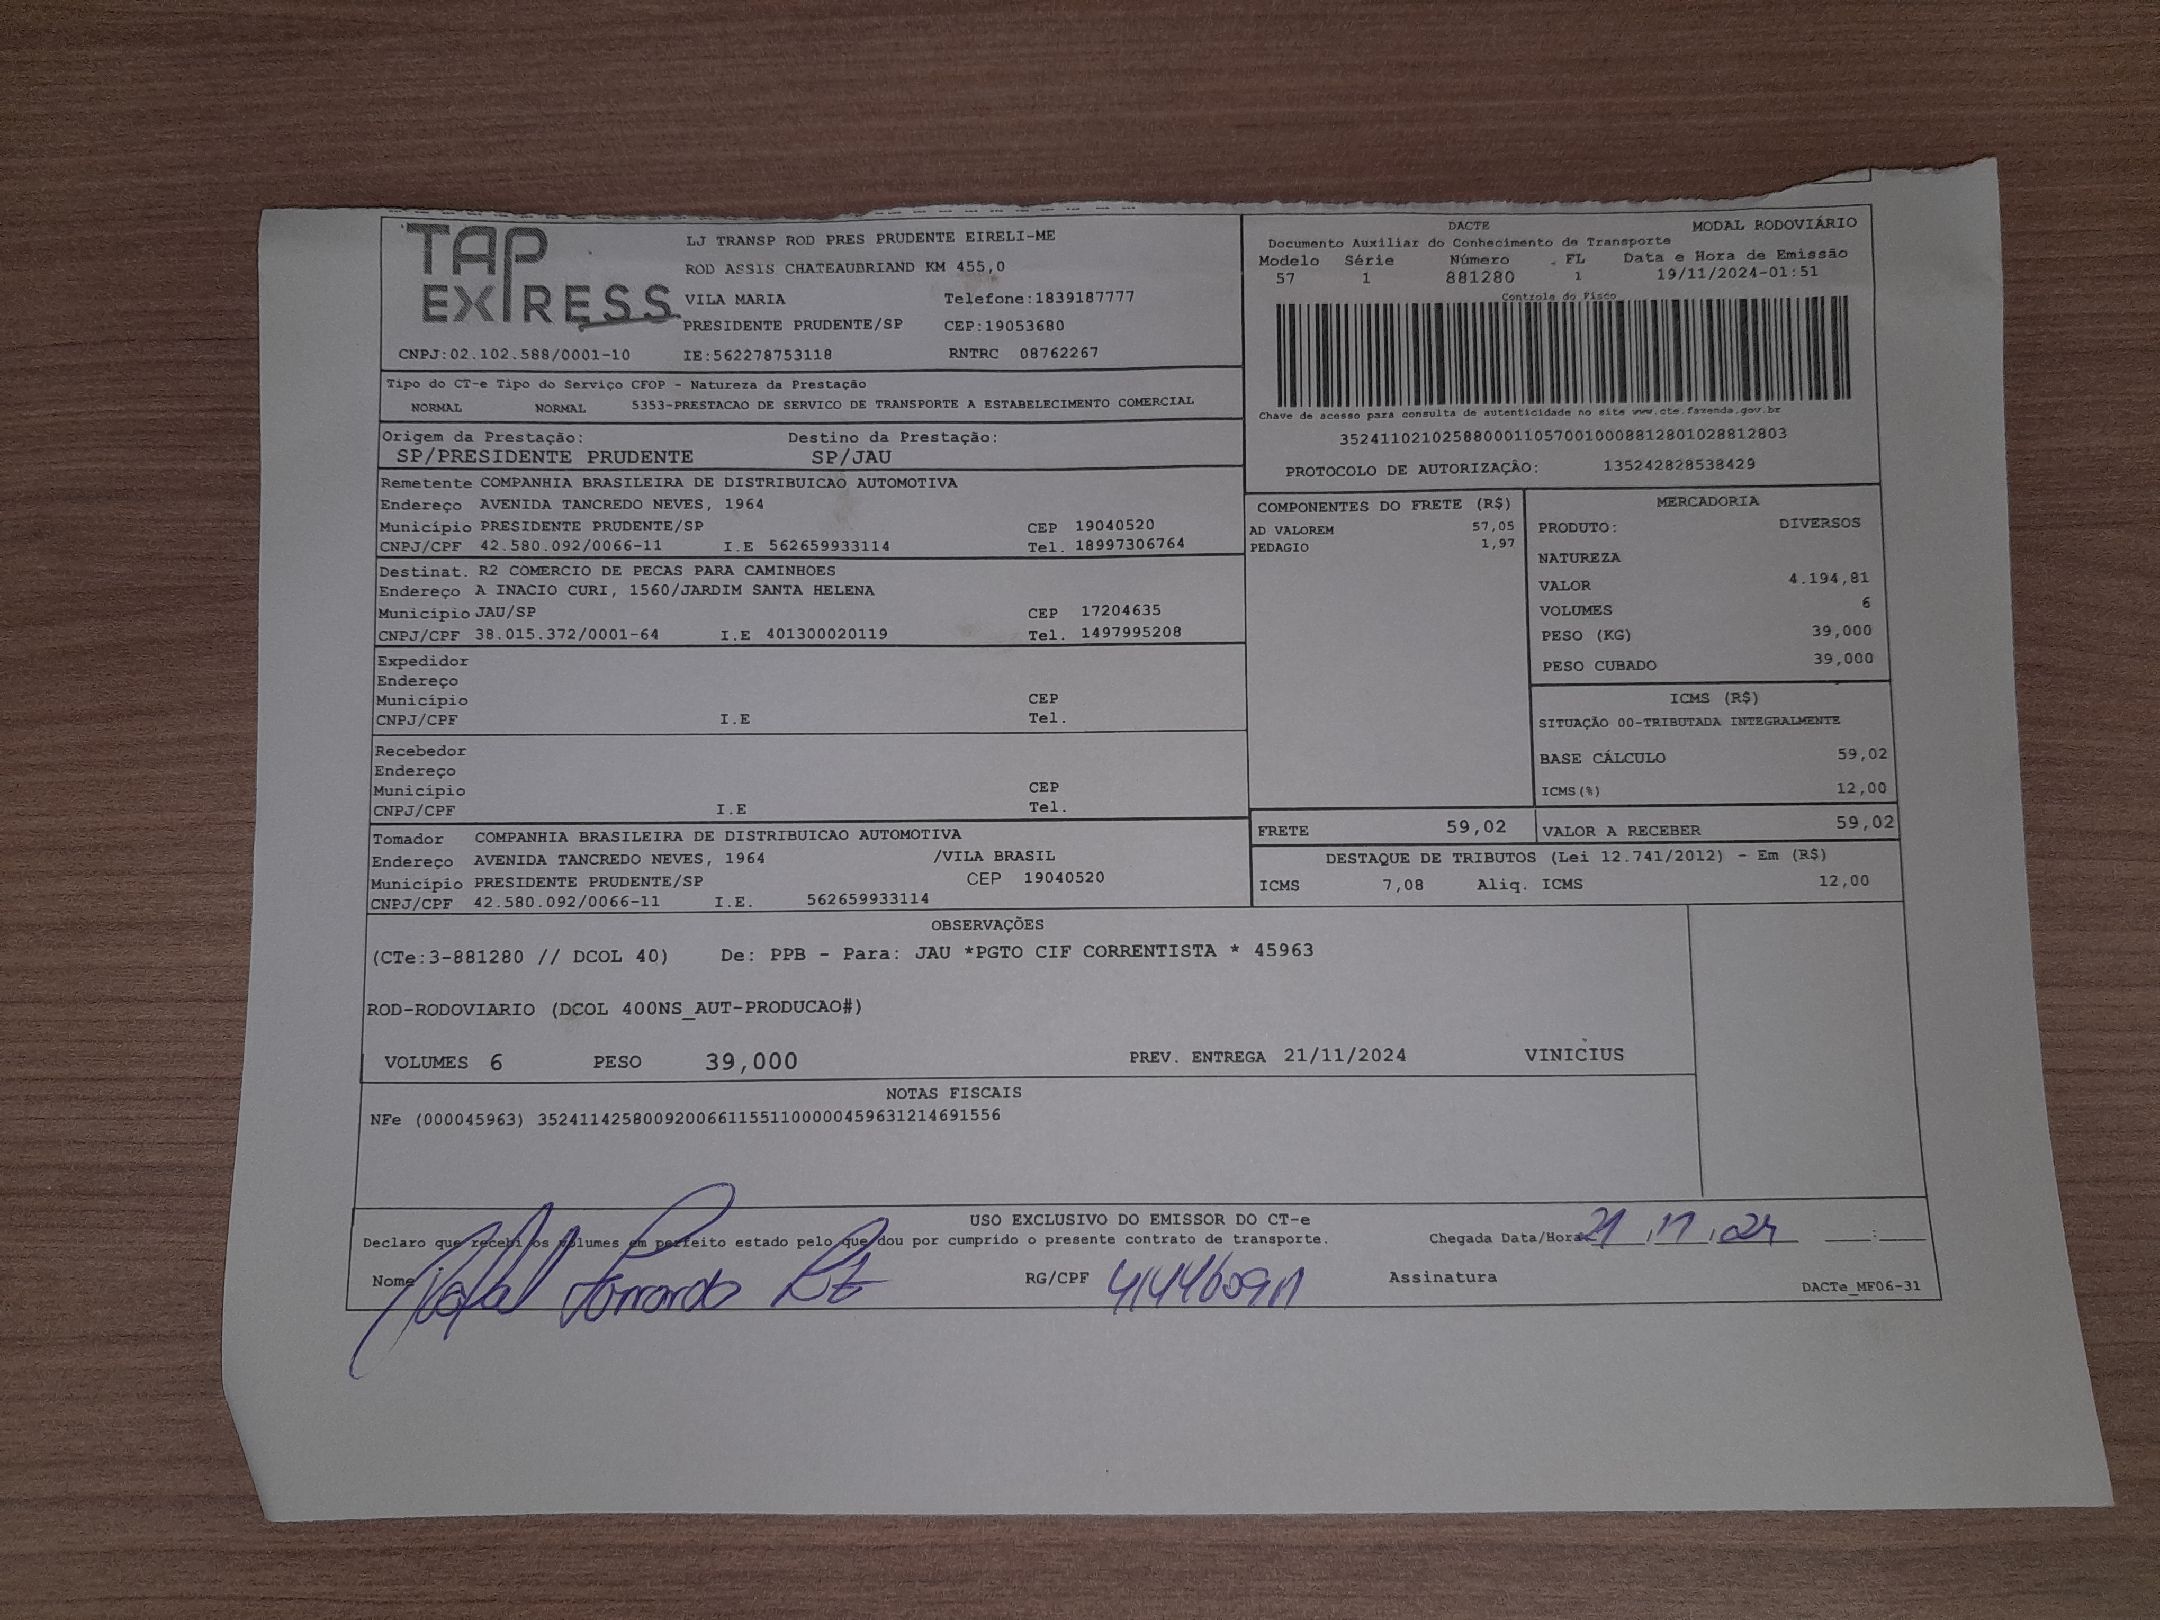 TAP EXPRESS
LJ TRANSP ROD PRES PRUDENTE EIRELI-ME
ROD ASSIS CHATEAUBRIAND KM 455,0
VILA MARIA Telefone:1839187777
PRESIDENTE PRUDENTE/SP CEP:19053680
CNPJ:02.102.588/0001-10 IE:562278753118 RNTRC 08762267
DACTE MODAL RODOVIÁRIO
Documento Auxiliar do Conhecimento de Transporte
Modelo Série Número FL Data e Hora de Emissão
57 1 881280 1 19/11/2024-01:51
Controle do Fisco
Chave de acesso para consulta de autenticidade no site www.cte.fazenda.gov.br
35241102102588000110570010008812801028812803
PROTOCOLO DE AUTORIZAÇÃO: 135242828538429
Tipo do CT-e Tipo do Serviço CFOP - Natureza da Prestação
NORMAL NORMAL 5353-PRESTACAO DE SERVICO DE TRANSPORTE A ESTABELECIMENTO COMERCIAL
Origem da Prestação: Destino da Prestação:
SP/PRESIDENTE PRUDENTE SP/JAU
Remetente COMPANHIA BRASILEIRA DE DISTRIBUICAO AUTOMOTIVA
Endereço AVENIDA TANCREDO NEVES, 1964
Município PRESIDENTE PRUDENTE/SP CEP 19040520
CNPJ/CPF 42.580.092/0066-11 I.E 562659933114 Tel. 18997306764
Destinat. R2 COMERCIO DE PECAS PARA CAMINHOES
Endereço A INACIO CURI, 1560/JARDIM SANTA HELENA
Município JAU/SP CEP 17204635
CNPJ/CPF 38.015.372/0001-64 I.E 401300020119 Tel. 1497995208
Expedidor
Endereço
Município CEP
CNPJ/CPF I.E Tel.
Recebedor
Endereço
Município CEP
CNPJ/CPF I.E Tel.
Tomador COMPANHIA BRASILEIRA DE DISTRIBUICAO AUTOMOTIVA
Endereço AVENIDA TANCREDO NEVES, 1964 /VILA BRASIL
Município PRESIDENTE PRUDENTE/SP CEP 19040520
CNPJ/CPF 42.580.092/0066-11 I.E. 562659933114
COMPONENTES DO FRETE (R$)
AD VALOREM 57,05
PEDAGIO 1,97
MERCADORIA
PRODUTO: DIVERSOS
NATUREZA
VALOR 4.194,81
VOLUMES 6
PESO (KG) 39,000
PESO CUBADO 39,000
ICMS (R$)
SITUAÇÃO 00-TRIBUTADA INTEGRALMENTE
BASE CÁLCULO 59,02
ICMS(%) 12,00
FRETE 59,02 VALOR A RECEBER 59,02
DESTAQUE DE TRIBUTOS (Lei 12.741/2012) - Em (R$)
ICMS 7,08 Aliq. ICMS 12,00
OBSERVAÇÕES
(CTe:3-881280 // DCOL 40) De: PPB - Para: JAU *PGTO CIF CORRENTISTA * 45963
ROD-RODOVIARIO (DCOL 400NS_AUT-PRODUCAO#)
VOLUMES 6 PESO 39,000 PREV. ENTREGA 21/11/2024 VINICIUS
NOTAS FISCAIS
NFe (000045963) 35241142580092006611551100000459631214691556
USO EXCLUSIVO DO EMISSOR DO CT-e
Declaro que recebi os volumes em perfeito estado pelo que dou por cumprido o presente contrato de transporte. Chegada Data/Hora 21 11 024
Nome RG/CPF Assinatura
DACTe_MF06-31